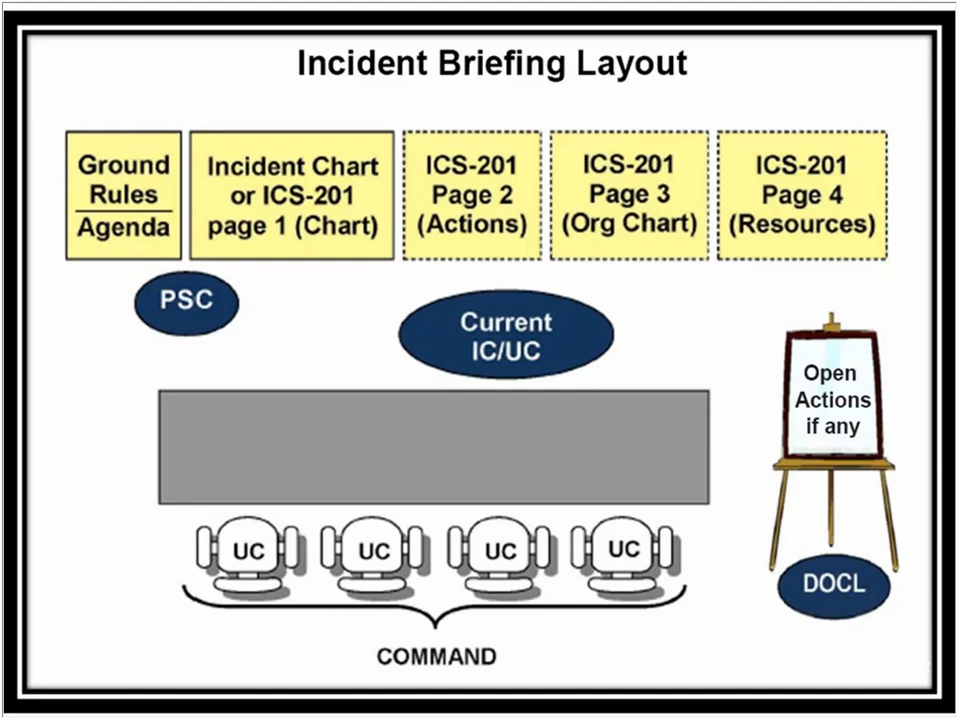 Incident Briefing Layout
Ground
Rules
Agenda
Incident Chart
or ICS-201
page 1 (Chart)
ICS-201
Page 2
(Actions)
ICS-201
Page 3
(Org Chart)
ICS-201
Page 4
(Resources)
PSC
Current
IC/UC
Open
Actions
if any
UC
UC
UC
UC
DOCL
COMMAND